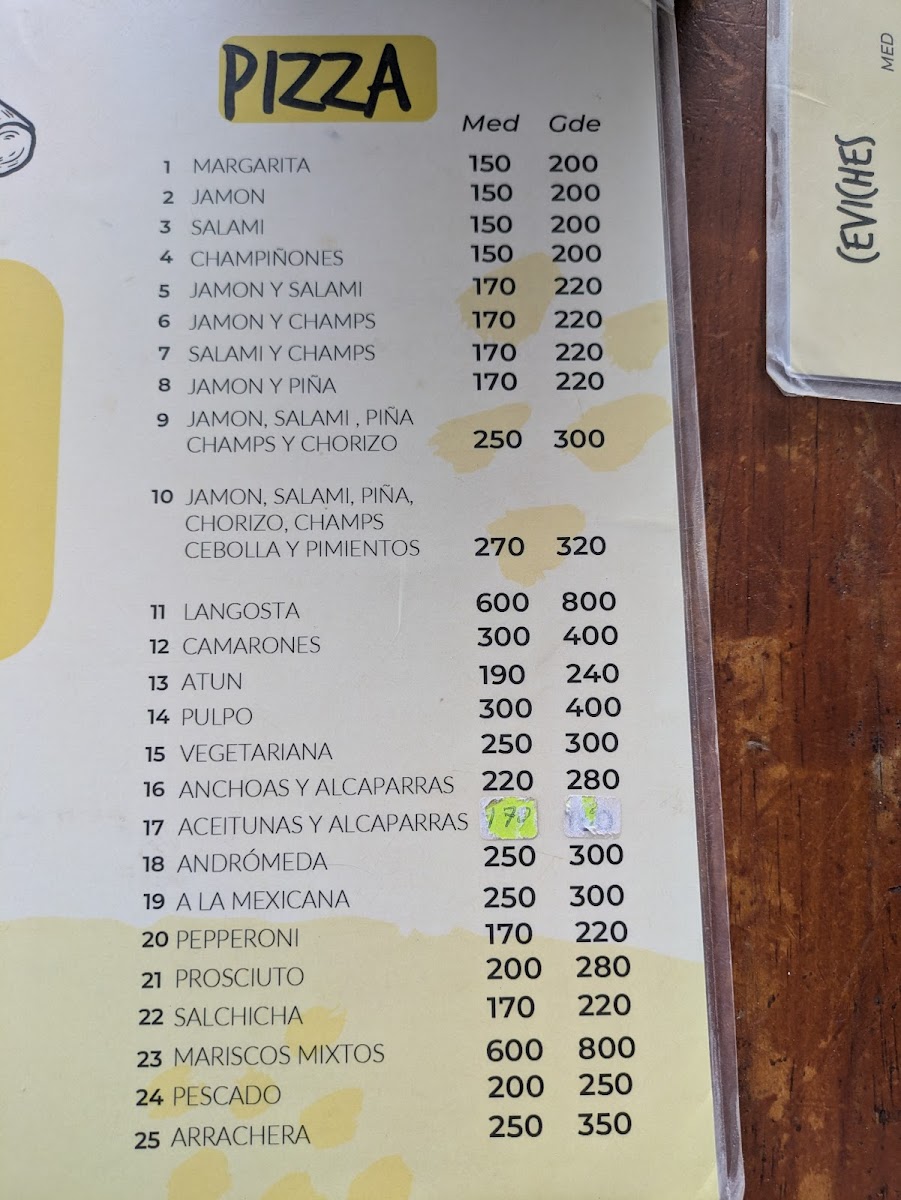 PIZZA
Med Gde
1 MARGARITA 150 200
2 JAMON 150 200
3 SALAMI 150 200
4 CHAMPIÑONES 150 200
5 JAMON Y SALAMI 170 220
6 JAMON Y CHAMPS 170 220
7 SALAMI Y CHAMPS 170 220
8 JAMON Y PIÑA 170 220
9 JAMON, SALAMI , PIÑA
CHAMPS Y CHORIZO 250 300
10 JAMON, SALAMI, PIÑA,
CHORIZO, CHAMPS
CEBOLLA Y PIMIENTOS 270 320
11 LANGOSTA 600 800
12 CAMARONES 300 400
13 ATUN 190 240
14 PULPO 300 400
15 VEGETARIANA 250 300
16 ANCHOAS Y ALCAPARRAS 220 280
17 ACEITUNAS Y ALCAPARRAS 170
18 ANDRÓMEDA 250 300
19 A LA MEXICANA 250 300
20 PEPPERONI 170 220
21 PROSCIUTO 200 280
22 SALCHICHA 170 220
23 MARISCOS MIXTOS 600 800
24 PESCADO 200 250
25 ARRACHERA 250 350
CEVICHES
MED